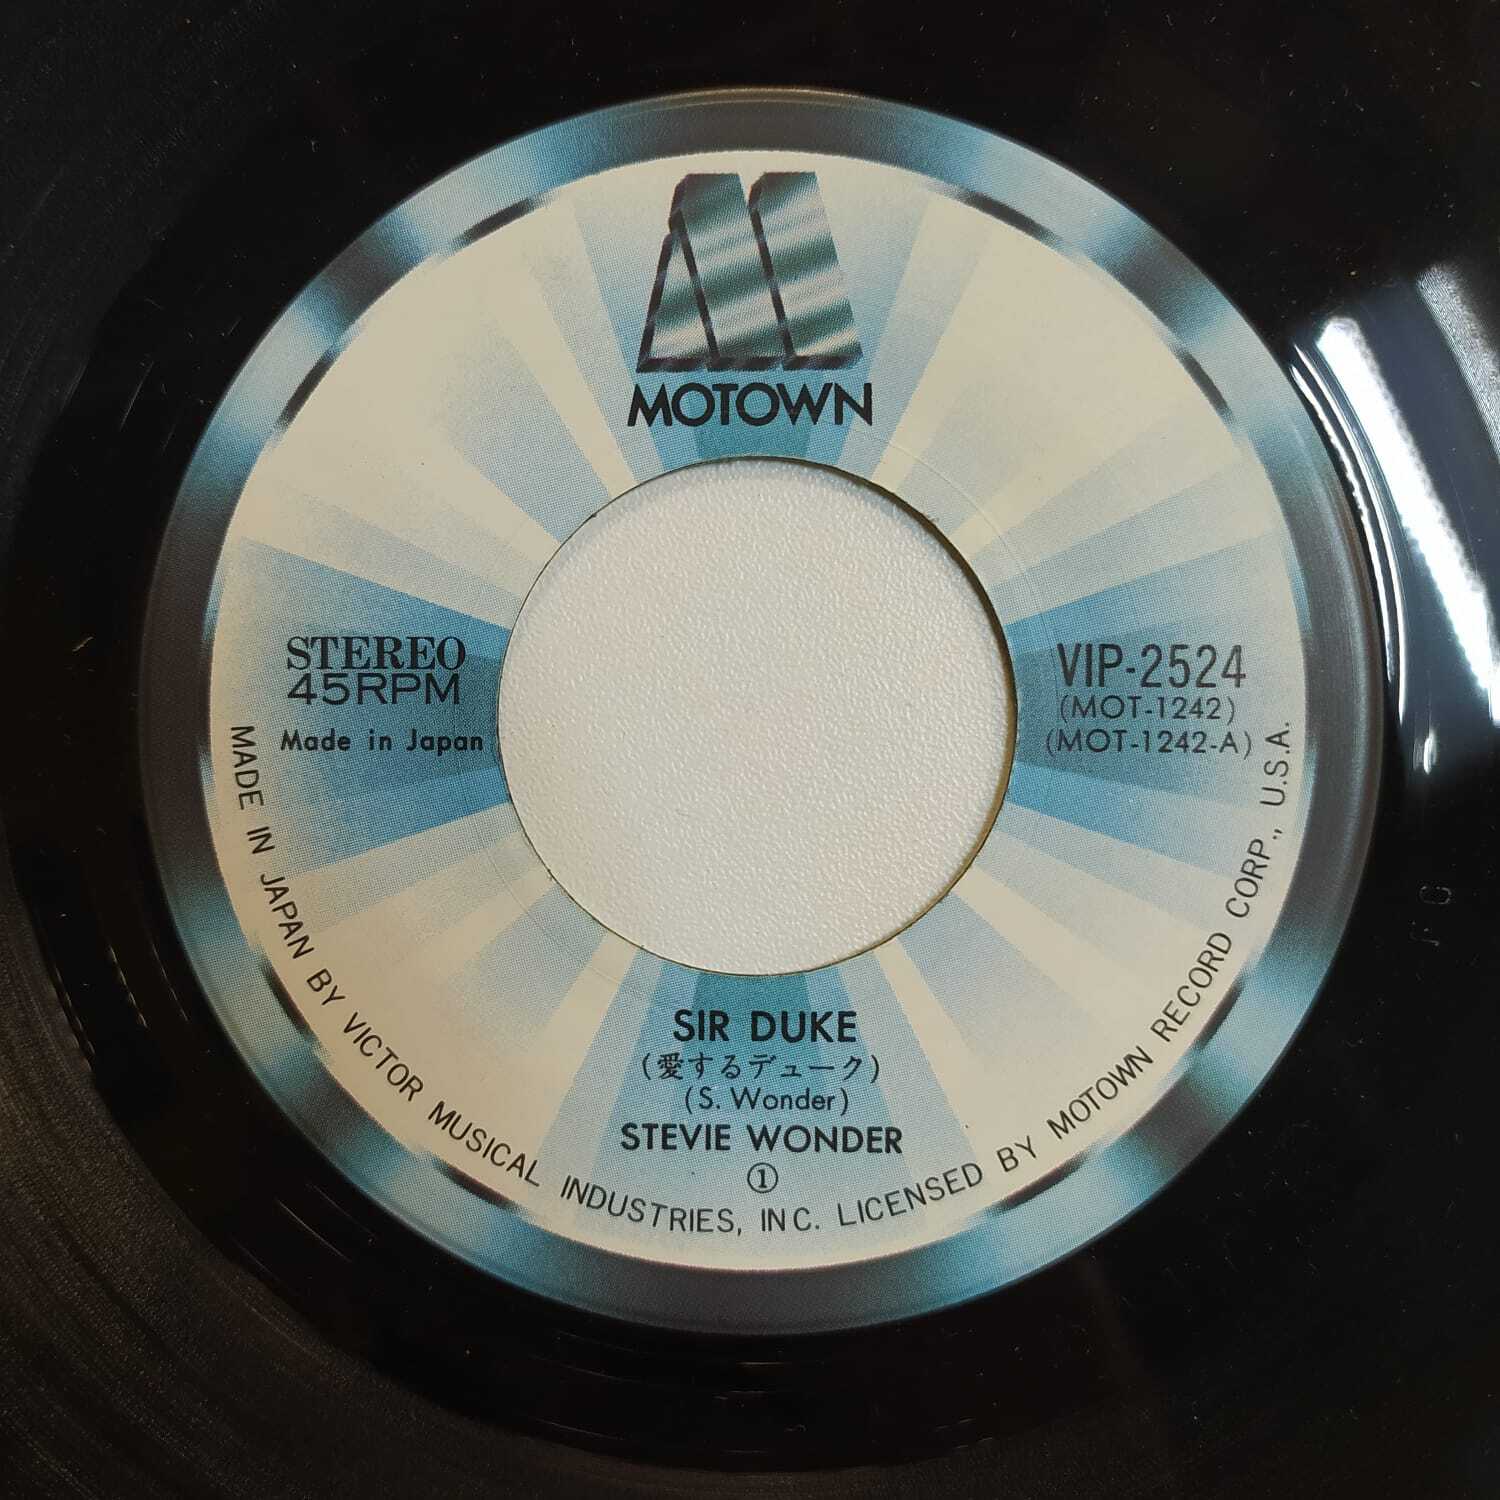 MOTOWN
STEREO
45RPM
Made in Japan
VIP-2524
(MOT-1242)
(MOT-1242-A)
SIR DUKE
(愛するデューク)
(S. Wonder)
STEVIE WONDER
①
MADE IN JAPAN BY VICTOR MUSICAL INDUSTRIES, INC. LICENSED BY MOTOWN RECORD CORP., U.S.A.